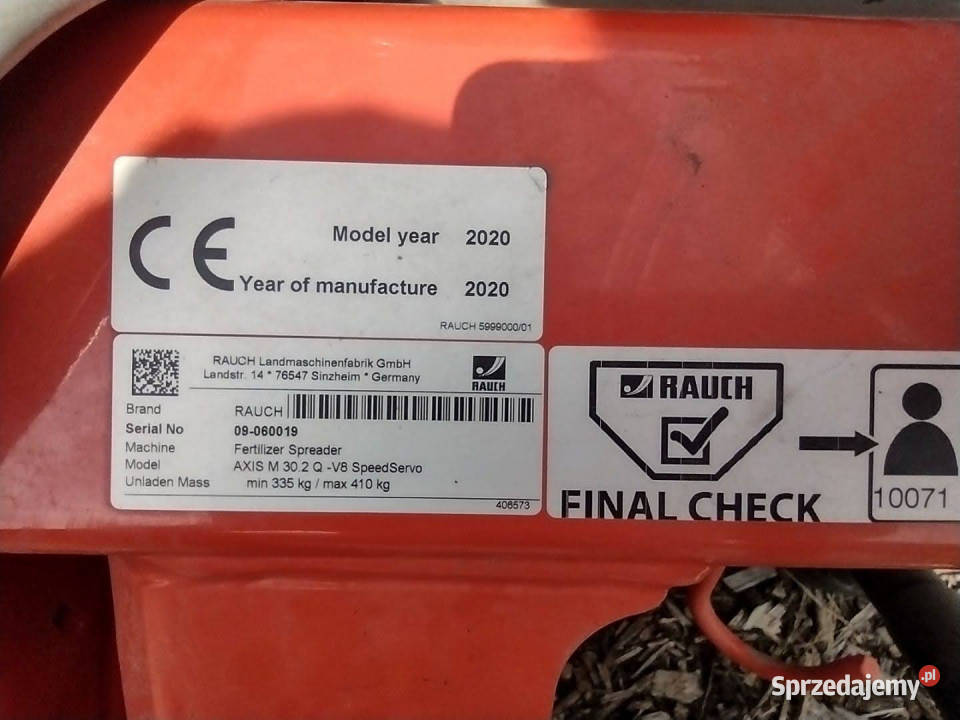 CE
Model year 2020
Year of manufacture 2020
RAUCH 5999000/01
RAUCH Landmaschinenfabrik GmbH
Landstr. 14 * 76547 Sinzheim * Germany
RAUCH
Brand RAUCH
Serial No 09-060019
Machine Fertilizer Spreader
Model AXIS M 30.2 Q -V8 SpeedServo
Unladen Mass min 335 kg / max 410 kg
406573
RAUCH
FINAL CHECK
10071
Sprzedajemy.pl